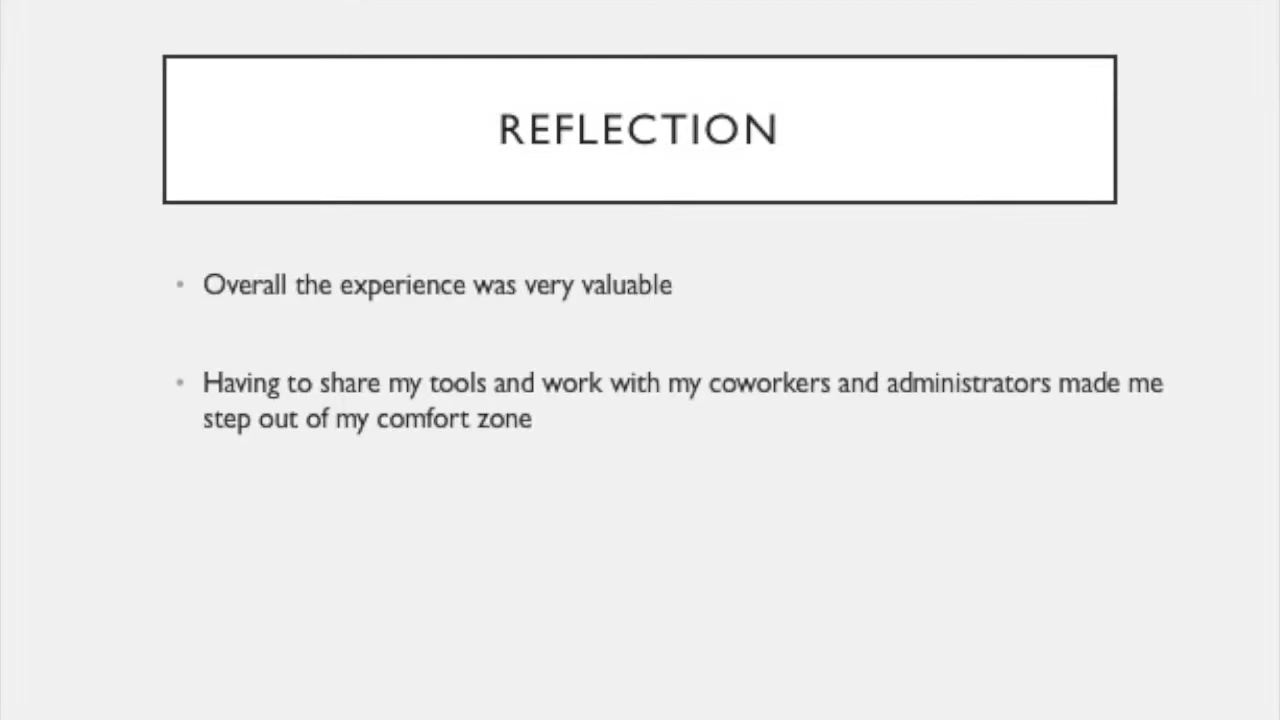 REFLECTION
• Overall the experience was very valuable
• Having to share my tools and work with my coworkers and administrators made me
step out of my comfort zone